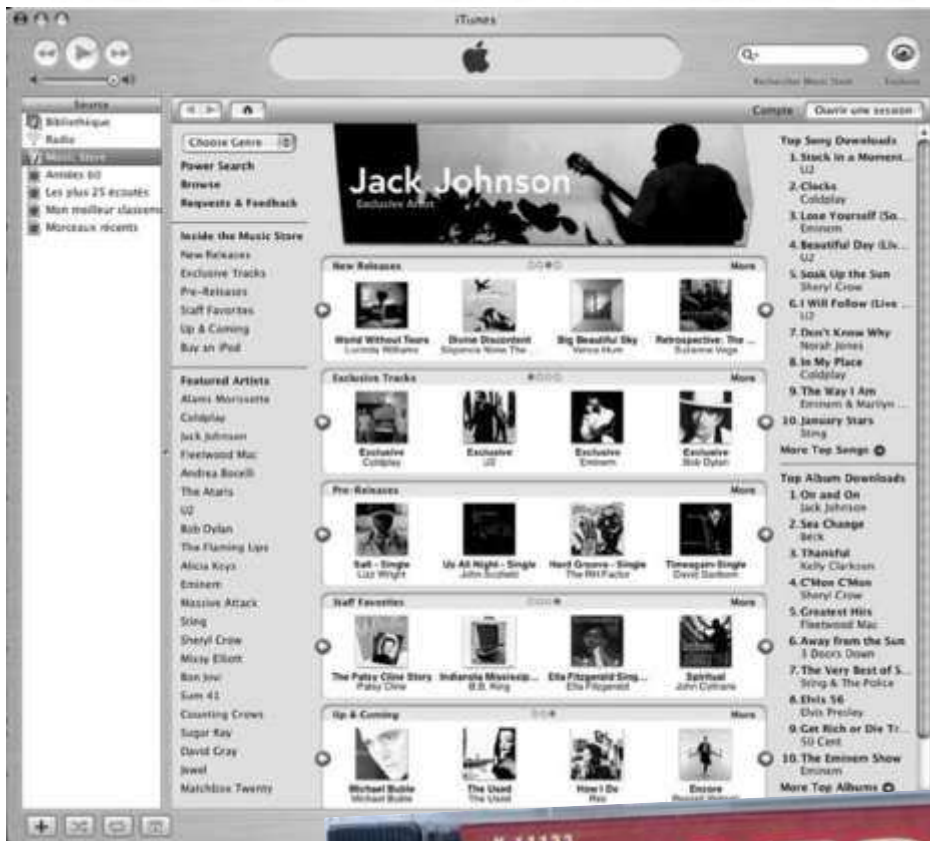 iTunes
Rechercher Music Store
Explorer
Source
Bibliothèque
Radio
Music Store
Années 60
Les plus 25 écoutés
Mon meilleur classeme
Morceaux récents
Compte
Ouvrir une session
Choose Genre
Power Search
Browse
Requests & Feedback
Inside the Music Store
New Releases
Exclusive Tracks
Pre-Releases
Staff Favorites
Up & Coming
Buy an iPod
Featured Artists
Alanis Morissette
Coldplay
Jack Johnson
Fleetwood Mac
Andrea Bocelli
The Ataris
U2
Bob Dylan
The Flaming Lips
Alicia Keys
Eminem
Massive Attack
Sting
Sheryl Crow
Missy Elliott
Bon Jovi
Sum 41
Counting Crows
Sugar Ray
David Gray
Jewel
Matchbox Twenty
Jack Johnson
Exclusive Artist
New Releases
More
World Without Tears
Lucinda Williams
Divine Discontent
Sixpence None The ...
Big Beautiful Sky
Venus Hum
Retrospective: The ...
Suzanne Vega
Exclusive Tracks
More
Exclusive
Coldplay
Exclusive
U2
Exclusive
Eminem
Exclusive
Bob Dylan
Pre-Releases
More
Salt - Single
Lizz Wright
Us All Night - Single
John Scofield
Hard Groove - Single
The RH Factor
Timeagain-Single
David Sanborn
Staff Favorites
More
The Patsy Cline Story
Patsy Cline
Indianola Mississip...
B.B. King
Ella Fitzgerald Sing...
Ella Fitzgerald
Spiritual
John Coltrane
Up & Coming
More
Michael Buble
Michael Buble
The Used
The Used
How I Do
Res
Encore
Top Song Downloads
1. Stuck in a Moment...
U2
2. Clocks
Coldplay
3. Lose Yourself (So...
Eminem
4. Beautiful Day (Liv...
U2
5. Soak Up the Sun
Sheryl Crow
6. I Will Follow (Live ...
U2
7. Don't Know Why
Norah Jones
8. In My Place
Coldplay
9. The Way I Am
Eminem & Marilyn ...
10. January Stars
Sting
More Top Songs
Top Album Downloads
1. On and On
Jack Johnson
2. Sea Change
Beck
3. Thankful
Kelly Clarkson
4. C'Mon C'Mon
Sheryl Crow
5. Greatest Hits
Fleetwood Mac
6. Away from the Sun
3 Doors Down
7. The Very Best of S...
Sting & The Police
8. Elvis 56
Elvis Presley
9. Get Rich or Die Tr...
50 Cent
10. The Eminem Show
Eminem
More Top Albums